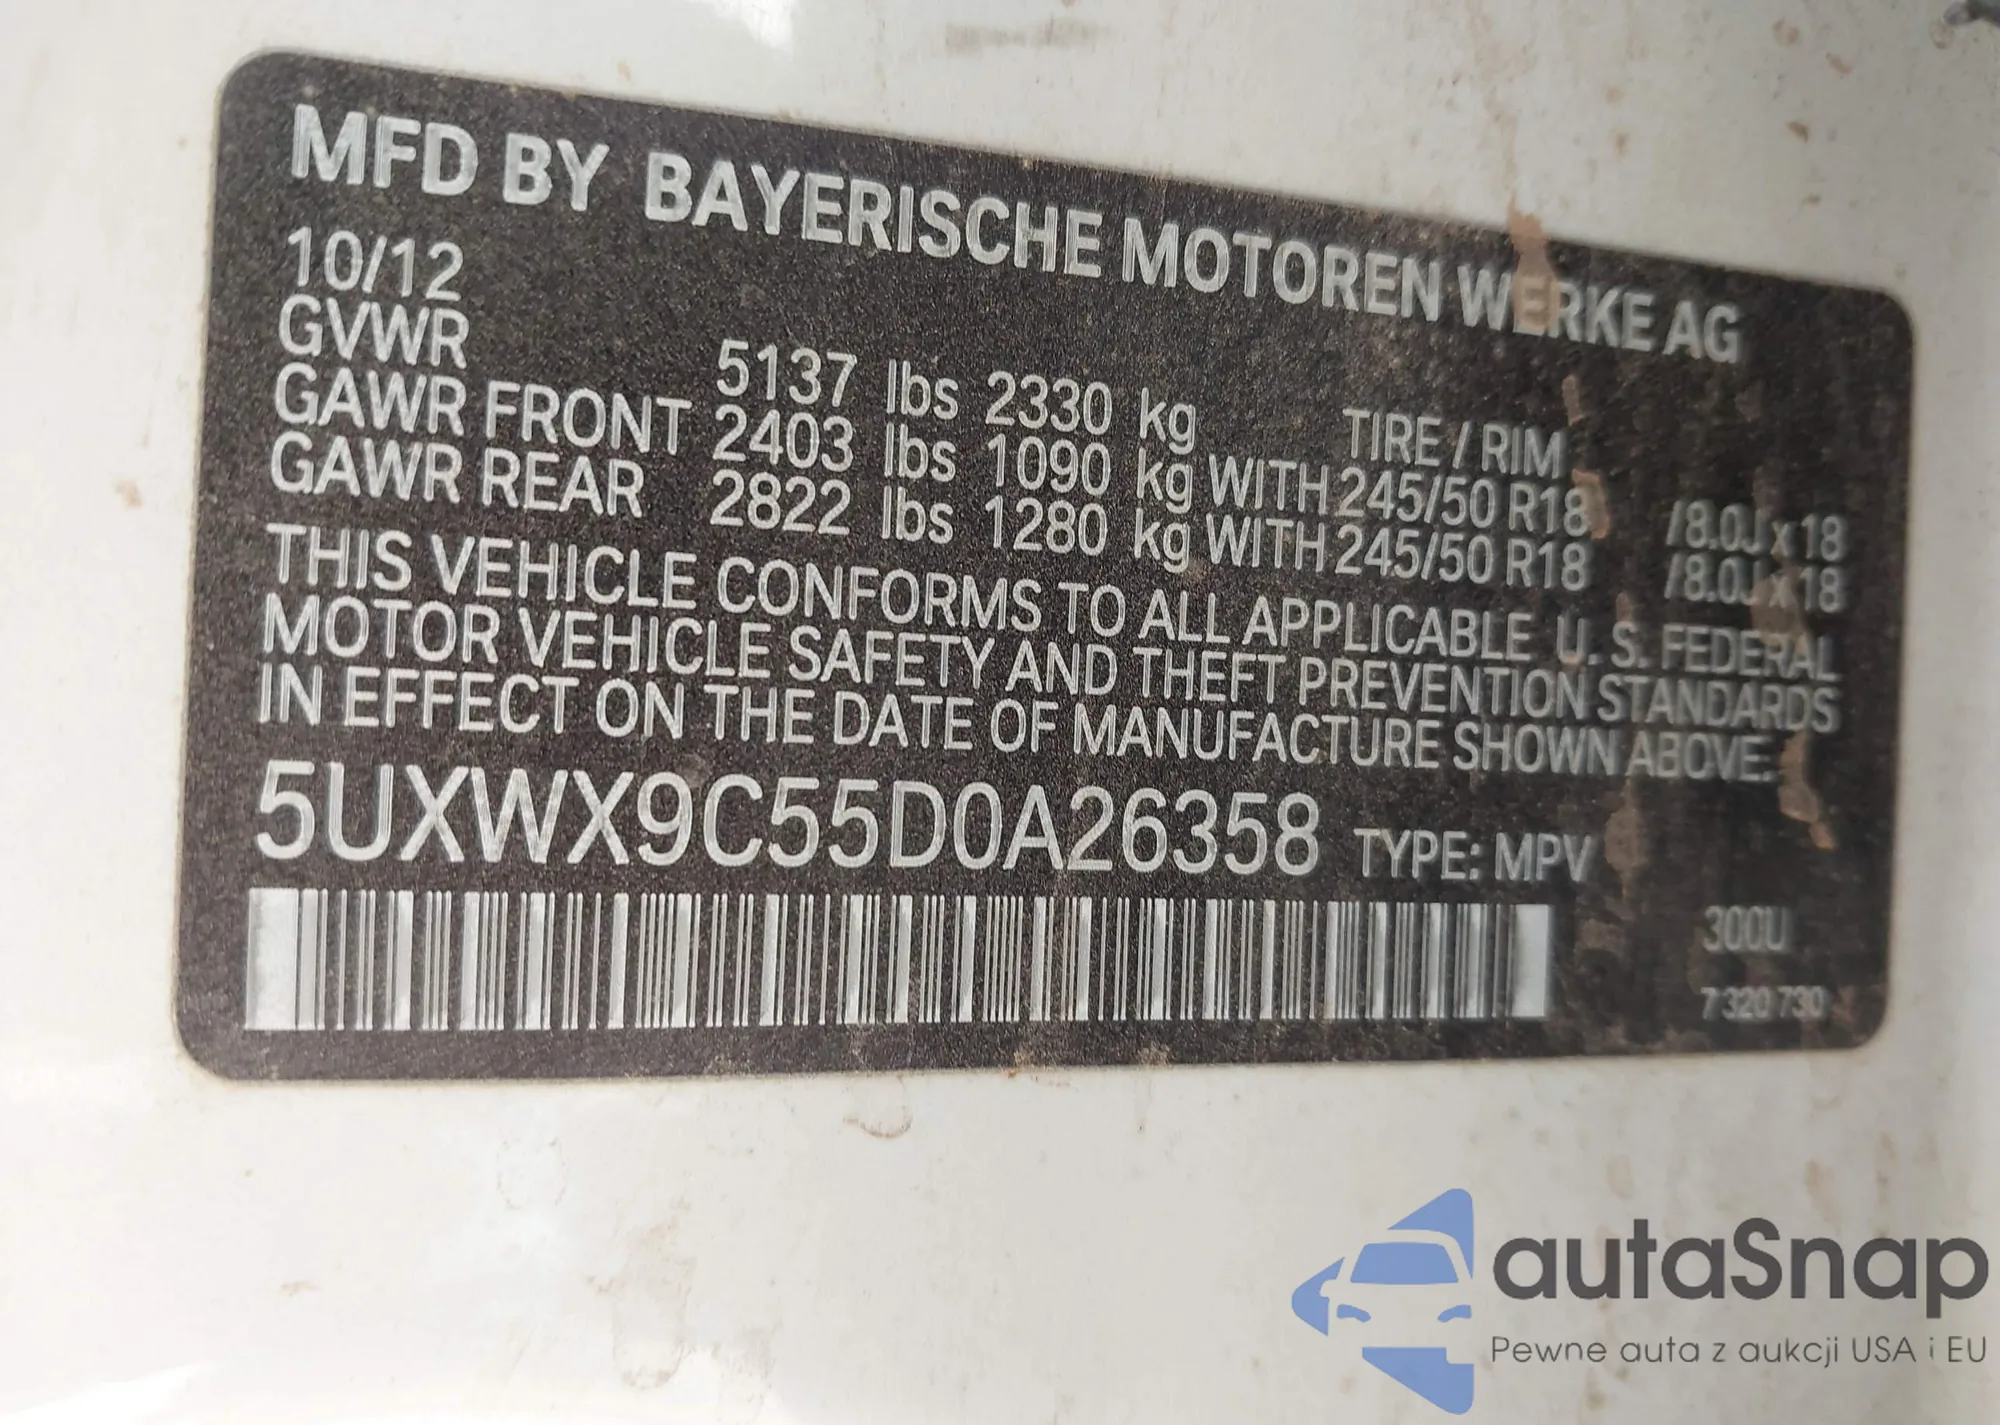 MFD BY BAYERISCHE MOTOREN WERKE AG
10/12
GVWR 5137 lbs 2330 kg TIRE / RIM
GAWR FRONT 2403 lbs 1090 kg WITH 245/50 R18 /8.0J x 18
GAWR REAR 2822 lbs 1280 kg WITH 245/50 R18 /8.0J x 18
THIS VEHICLE CONFORMS TO ALL APPLICABLE U. S. FEDERAL
MOTOR VEHICLE SAFETY AND THEFT PREVENTION STANDARDS
IN EFFECT ON THE DATE OF MANUFACTURE SHOWN ABOVE.
5UXWX9C55D0A26358 TYPE: MPV
300U
7 320 730
autaSnap
Pewne auta z aukcji USA i EU